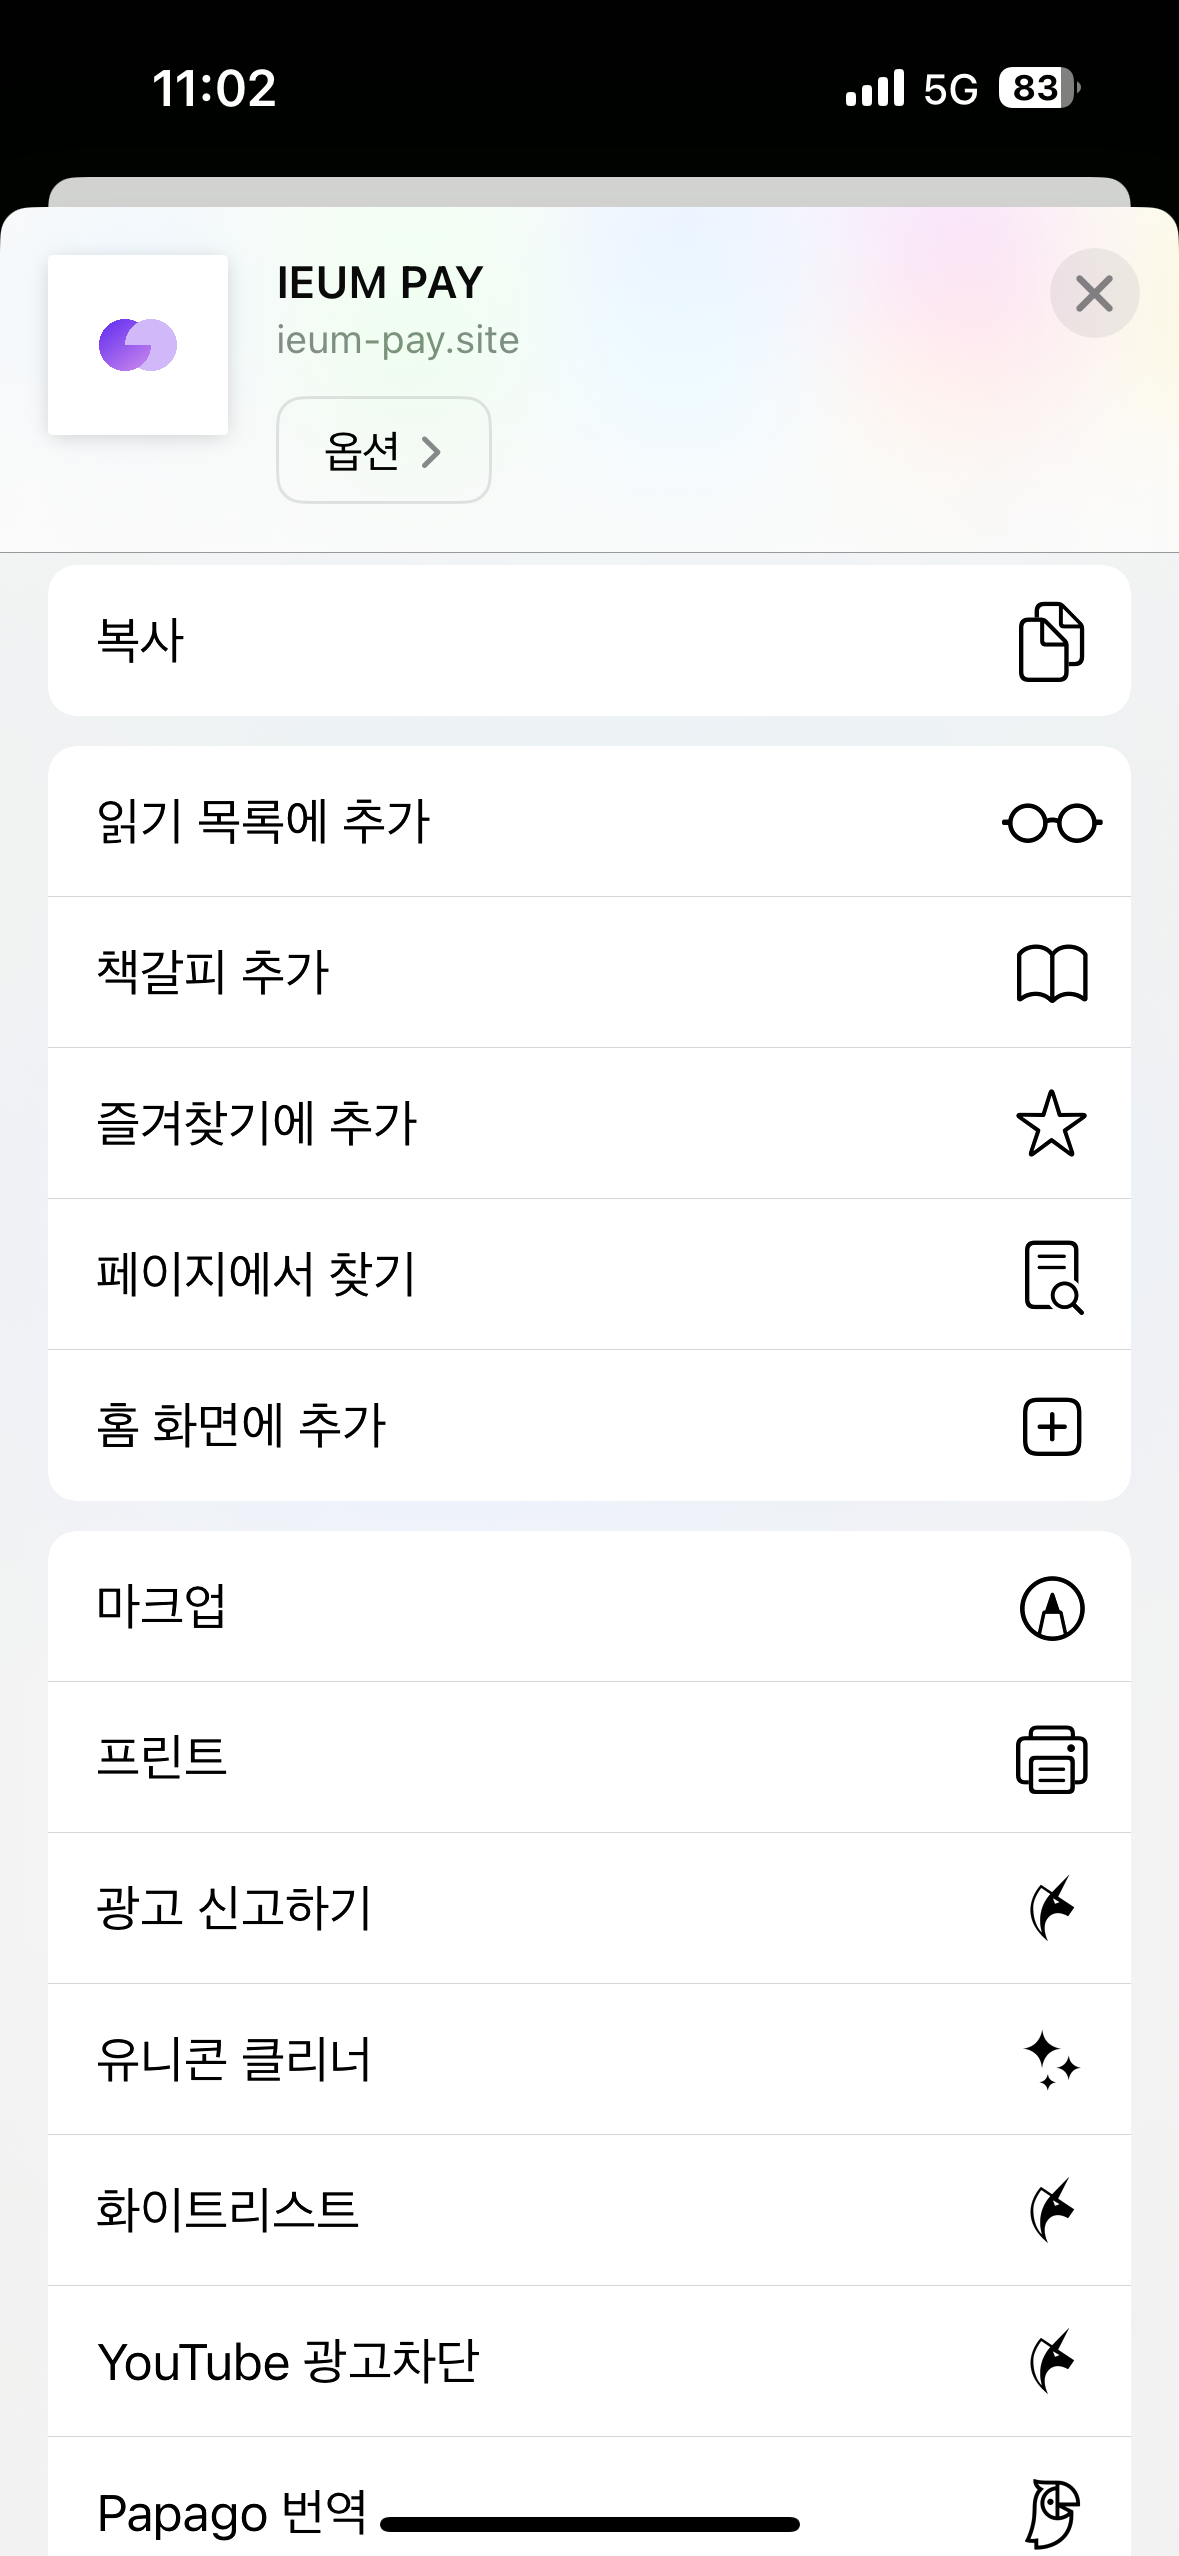 11:02
5G 83
IEUM PAY
ieum-pay.site
옵션
복사
읽기 목록에 추가
책갈피 추가
즐겨찾기에 추가
페이지에서 찾기
홈 화면에 추가
마크업
프린트
광고 신고하기
유니콘 클리너
화이트리스트
YouTube 광고차단
Papago 번역